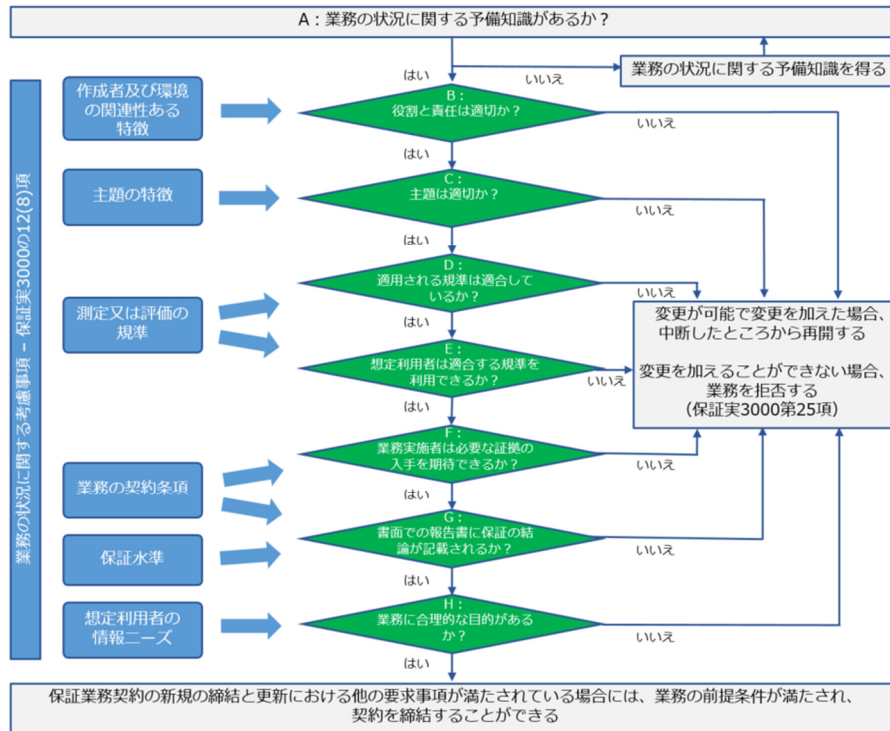 A：業務の状況に関する予備知識があるか？
はい
いいえ
業務の状況に関する予備知識を得る
業務の状況に関する考慮事項 – 保証実3000の12(8)項
作成者及び環境
の関連性ある
特徴
B：
役割と責任は適切か？
いいえ
はい
主題の特徴
C：
主題は適切か？
いいえ
はい
D：
適用される規準は適合して
いるか？
いいえ
測定又は評価の
規準
はい
E：
想定利用者は適合する規準を
利用できるか？
いいえ
変更が可能で変更を加えた場合、
中断したところから再開する
変更を加えることができない場合、
業務を拒否する
（保証実3000第25項）
はい
F：
業務実施者は必要な証拠の
入手を期待できるか？
いいえ
業務の契約条項
はい
G：
書面での報告書に保証の結
論が記載されるか？
いいえ
保証水準
はい
H：
業務に合理的な目的がある
か？
いいえ
想定利用者の
情報ニーズ
はい
保証業務契約の新規の締結と更新における他の要求事項が満たされている場合には、業務の前提条件が満たされ、
契約を締結することができる